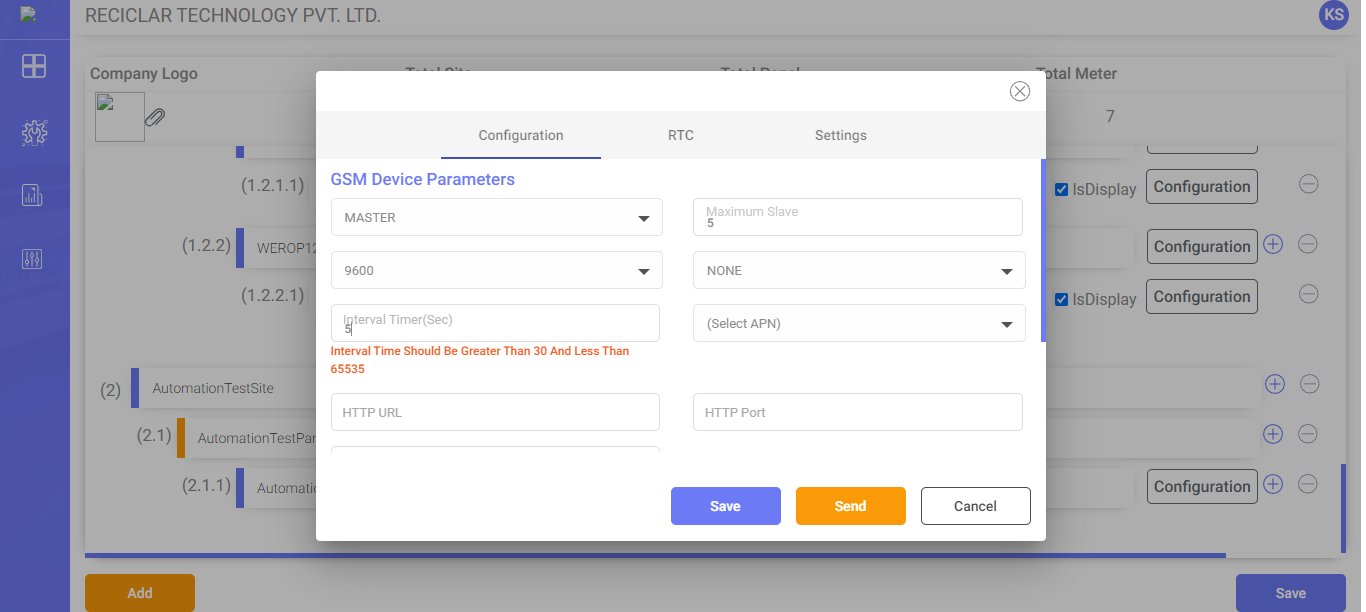 RECICLAR TECHNOLOGY PVT. LTD.
KS
Company Logo
Total Site
Total Panel
Total Meter
7
Configuration
RTC
Settings
GSM Device Parameters
MASTER
Maximum Slave
5
9600
NONE
Interval Timer(Sec)
5
(Select APN)
Interval Time Should Be Greater Than 30 And Less Than
65535
HTTP URL
HTTP Port
Save
Send
Cancel
(1.2.1.1)
IsDisplay
Configuration
(1.2.2)
WEROP12
Configuration
(1.2.2.1)
IsDisplay
Configuration
(2)
AutomationTestSite
(2.1)
AutomationTestPar
(2.1.1)
Automatio
Configuration
Add
Save